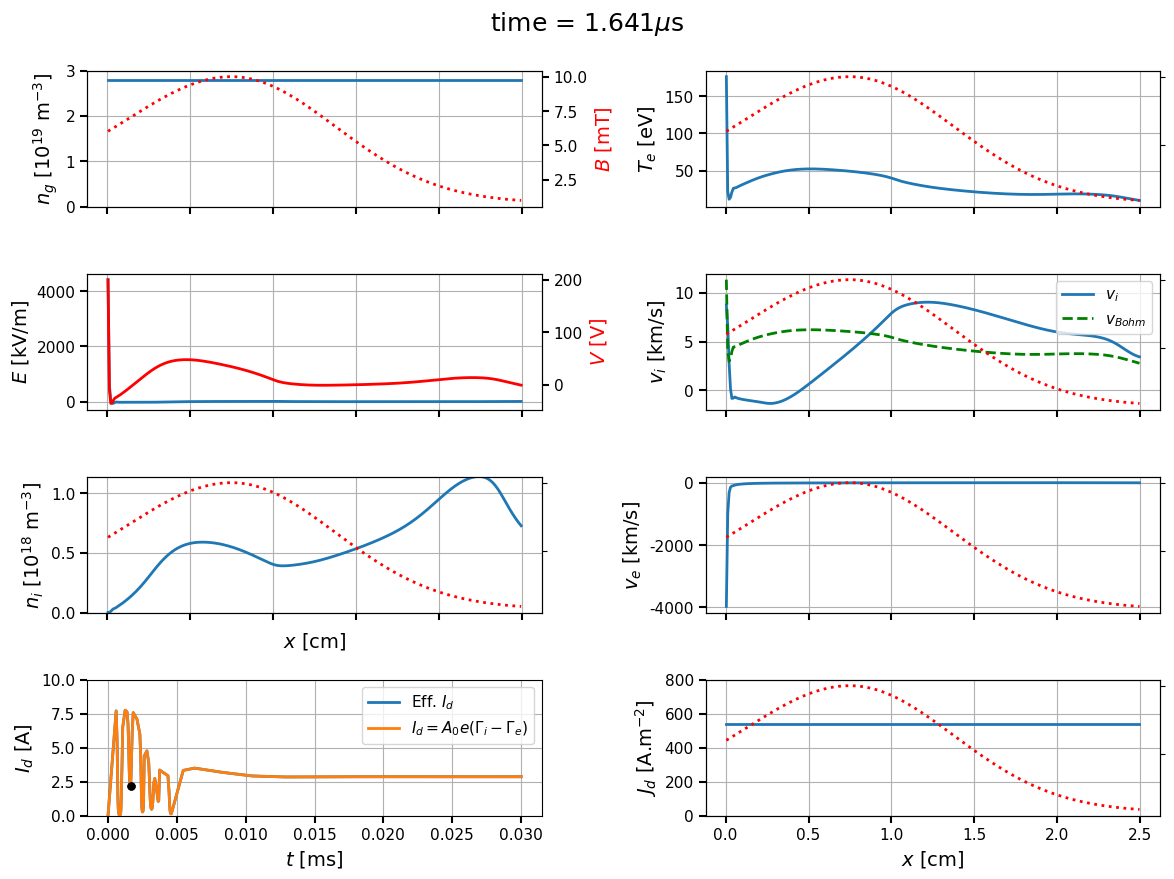 time = 1.641μs
n_g [10^19 m^-3]
3
2
1
0
10.0
7.5
5.0
2.5
B [mT]
T_e [eV]
150
100
50
E [kV/m]
4000
2000
0
200
100
0
V [V]
v_i [km/s]
10
5
0
v_i
v_Bohm
n_i [10^18 m^-3]
1.0
0.5
0.0
x [cm]
v_e [km/s]
0
-2000
-4000
I_d [A]
10.0
7.5
5.0
2.5
0.0
Eff. I_d
I_d = A_0e(Γ_i − Γ_e)
0.000 0.005 0.010 0.015 0.020 0.025 0.030
t [ms]
J_d [A.m^-2]
800
600
400
200
0
0.0 0.5 1.0 1.5 2.0 2.5
x [cm]